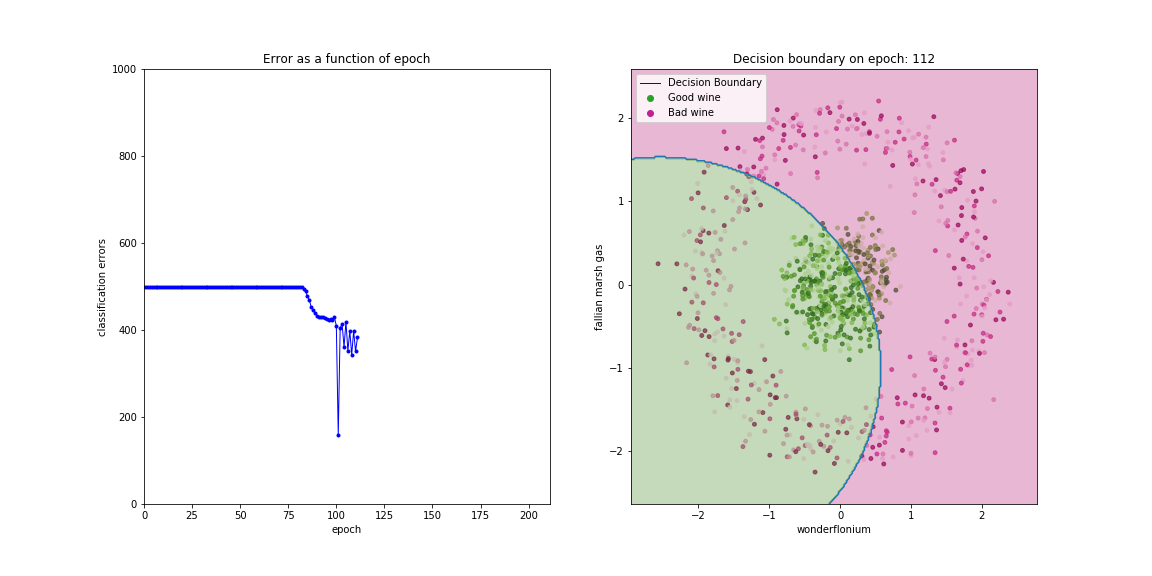 Error as a function of epoch
1000
800
600
400
200
0
classification errors
0 25 50 75 100 125 150 175 200
epoch
Decision boundary on epoch: 112
Decision Boundary
Good wine
Bad wine
2
1
0
−1
−2
fallian marsh gas
−2 −1 0 1 2
wonderflonium